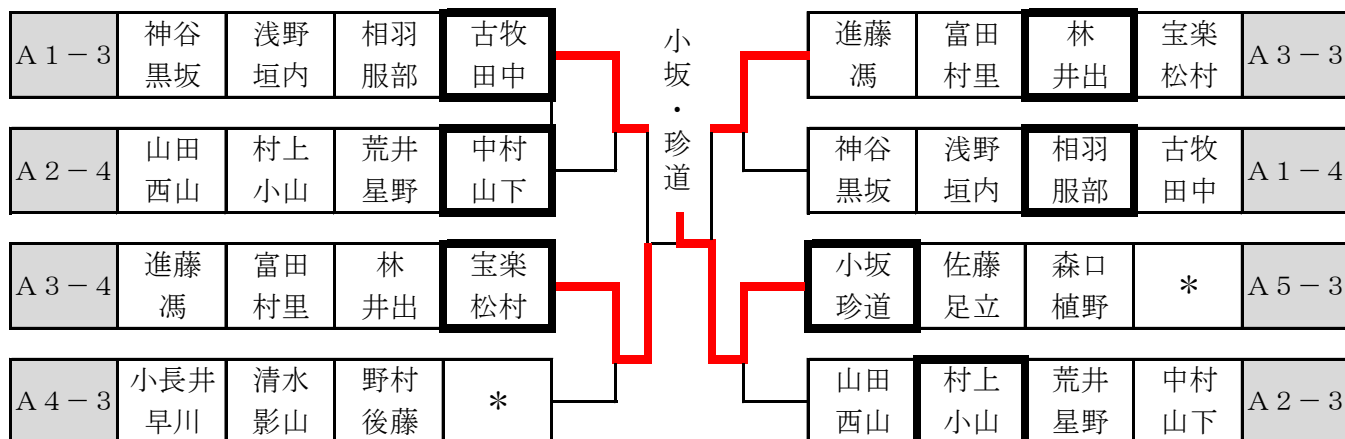 A1-3 神谷 浅野 相羽 古牧
黒坂 垣内 服部 田中
A2-4 山田 村上 荒井 中村
西山 小山 星野 山下
A3-4 進藤 富田 林 宝楽
馮 村里 井出 松村
A4-3 小長井 清水 野村 *
早川 影山 後藤
小坂・珍道
進藤 富田 林 宝楽 A3-3
馮 村里 井出 松村
神谷 浅野 相羽 古牧 A1-4
黒坂 垣内 服部 田中
小坂 佐藤 森口 * A5-3
珍道 足立 植野
山田 村上 荒井 中村 A2-3
西山 小山 星野 山下